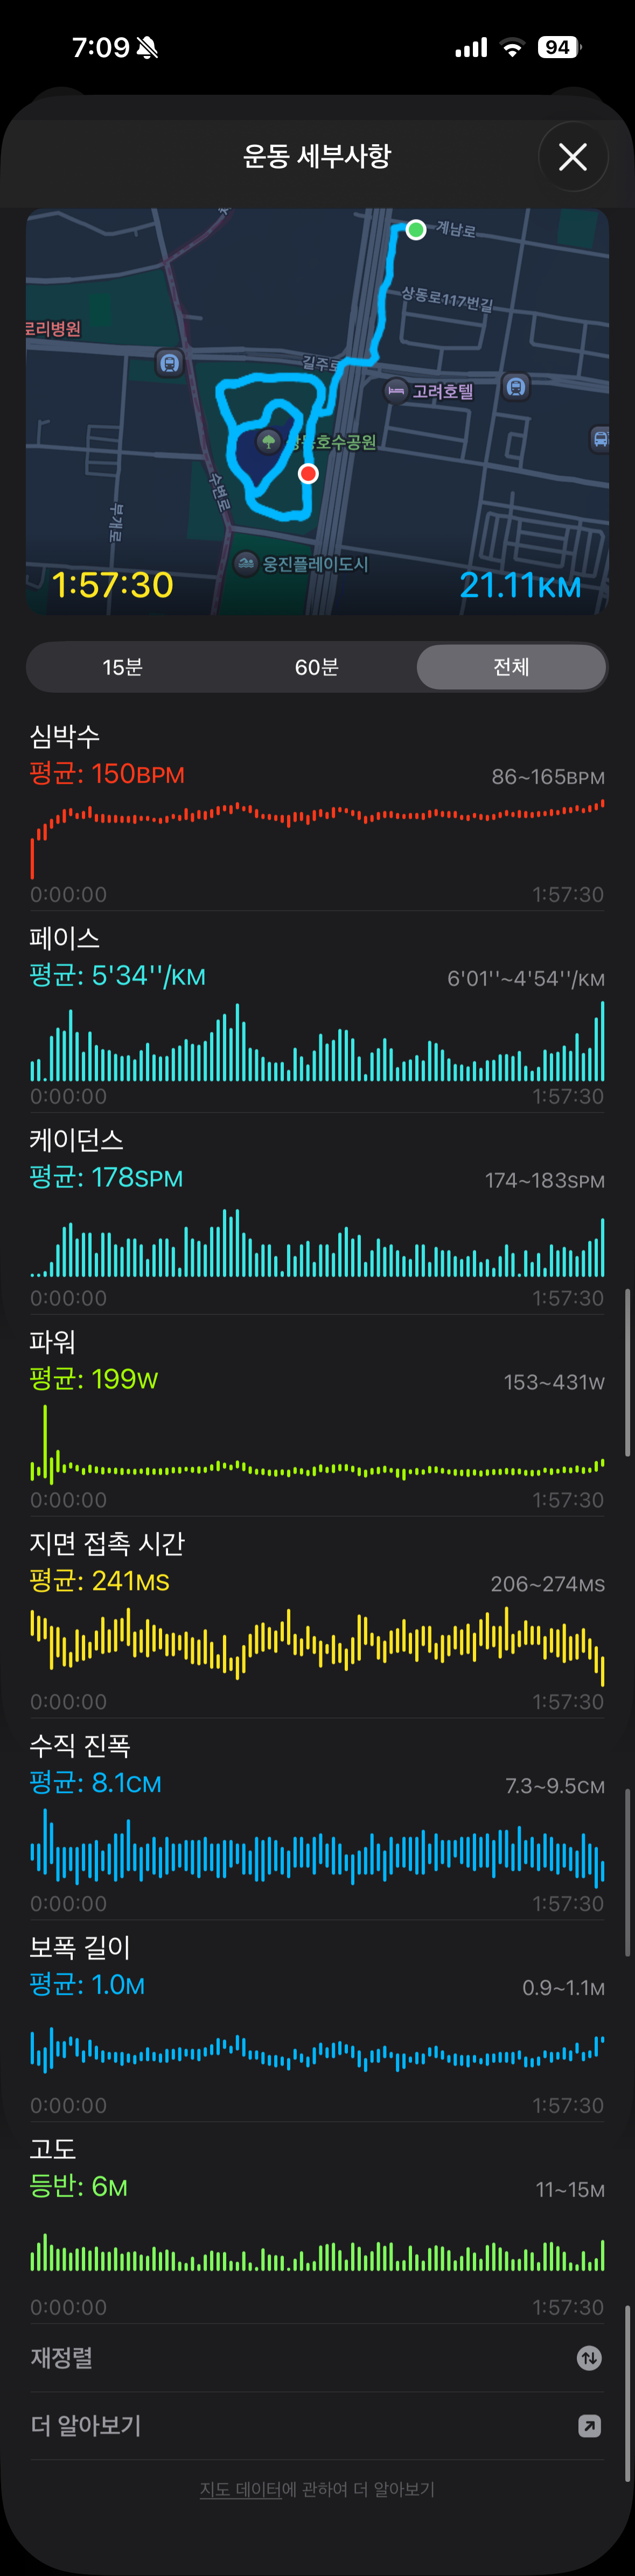 7:09
94
운동 세부사항
계남로
상동로117번길
로리병원
길주로
고려호텔
상동호수공원
수변로
부개로
웅진플레이도시
1:57:30
21.11KM
15분
60분
전체
심박수
평균: 150BPM
86~165BPM
0:00:00
1:57:30
페이스
평균: 5'34''/KM
6'01''~4'54''/KM
0:00:00
1:57:30
케이던스
평균: 178SPM
174~183SPM
0:00:00
1:57:30
파워
평균: 199W
153~431W
0:00:00
1:57:30
지면 접촉 시간
평균: 241MS
206~274MS
0:00:00
1:57:30
수직 진폭
평균: 8.1CM
7.3~9.5CM
0:00:00
1:57:30
보폭 길이
평균: 1.0M
0.9~1.1M
0:00:00
1:57:30
고도
등반: 6M
11~15M
0:00:00
1:57:30
재정렬
더 알아보기
지도 데이터에 관하여 더 알아보기